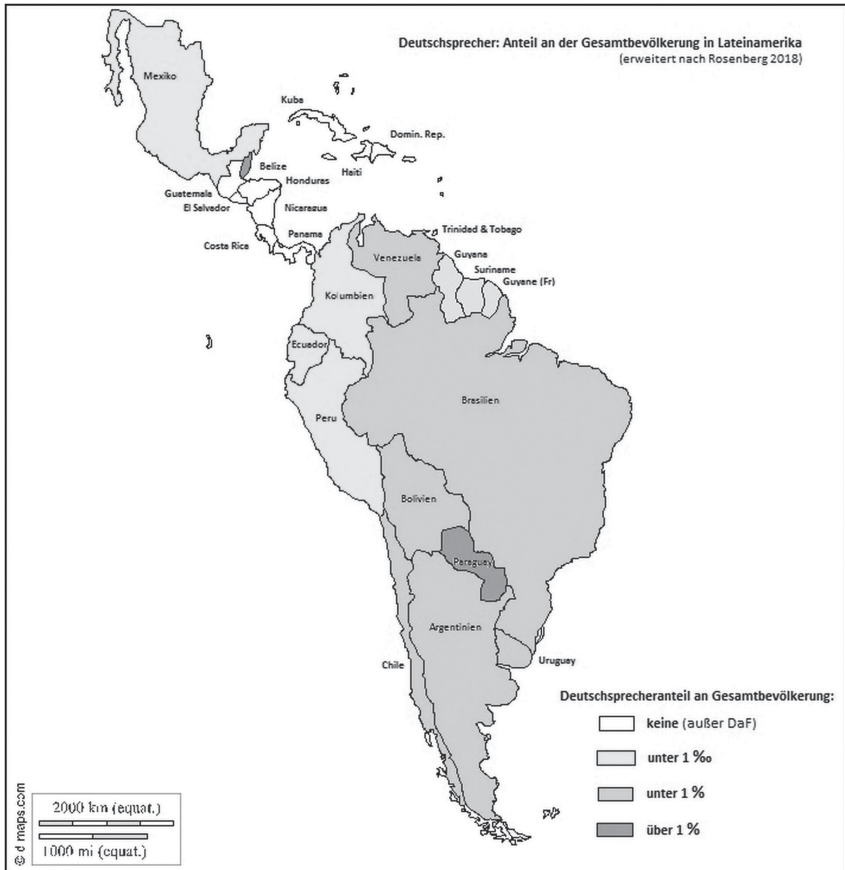 Deutschsprecher: Anteil an der Gesamtbevölkerung in Lateinamerika
(erweitert nach Rosenberg 2018)
Mexiko
Kuba
Domin. Rep.
Belize
Haiti
Honduras
Guatemala
El Salvador
Nicaragua
Costa Rica
Panama
Trinidad & Tobago
Venezuela
Guyana
Suriname
Guyane (Fr)
Kolumbien
Ecuador
Peru
Brasilien
Bolivien
Paraguay
Argentinien
Chile
Uruguay
Deutschsprecheranteil an Gesamtbevölkerung:
keine (außer DaF)
unter 1 ‰
unter 1 %
über 1 %
2000 km (equat.)
1000 mi (equat.)
© d maps.com